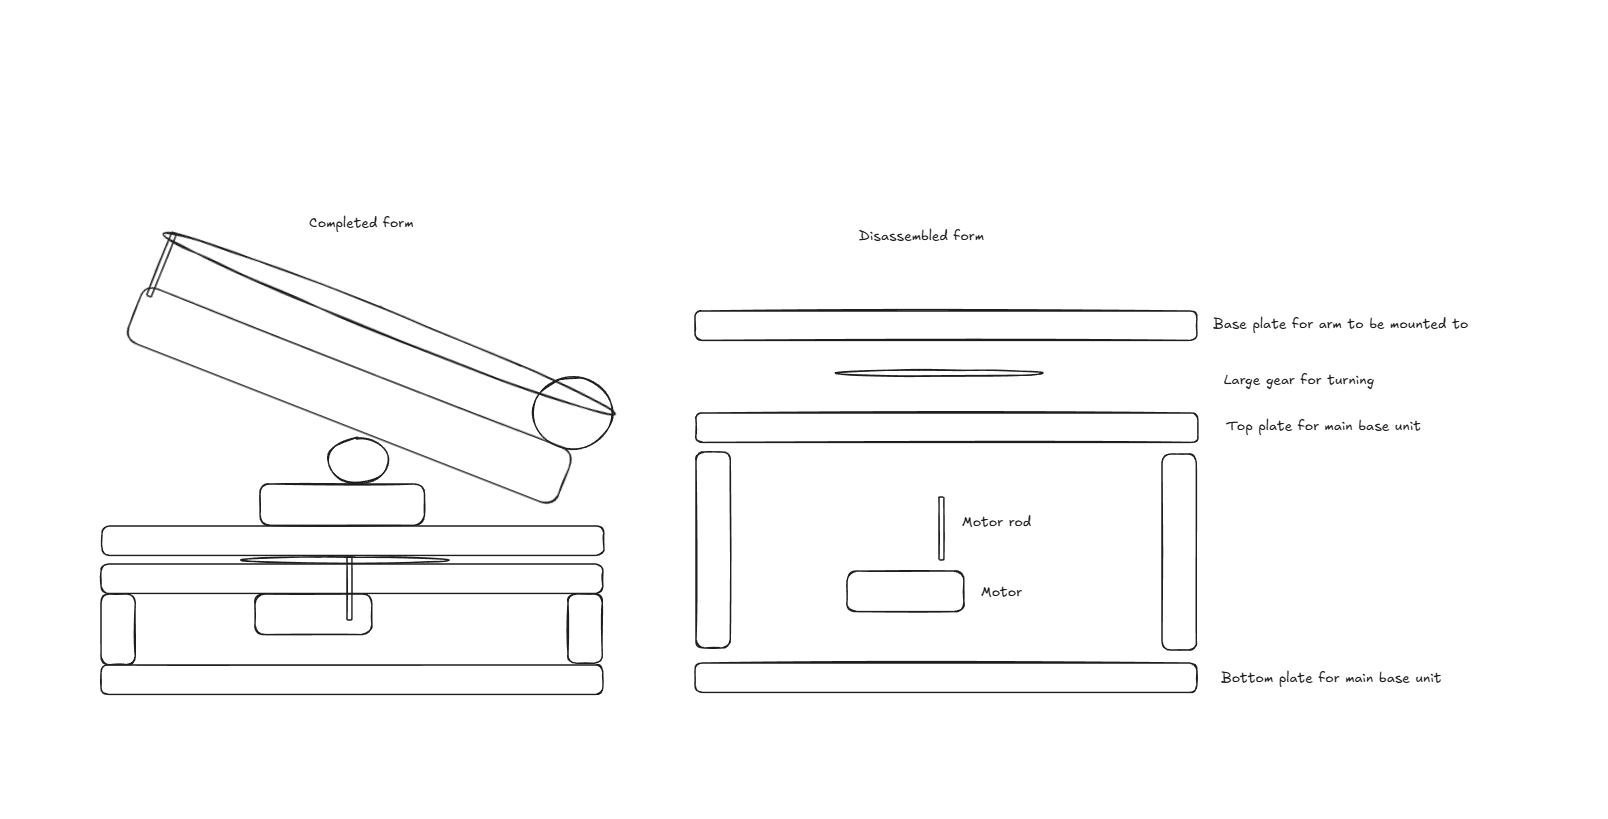 Completed form
Disassembled form
Base plate for arm to be mounted to
Large gear for turning
Top plate for main base unit
Motor rod
Motor
Bottom plate for main base unit